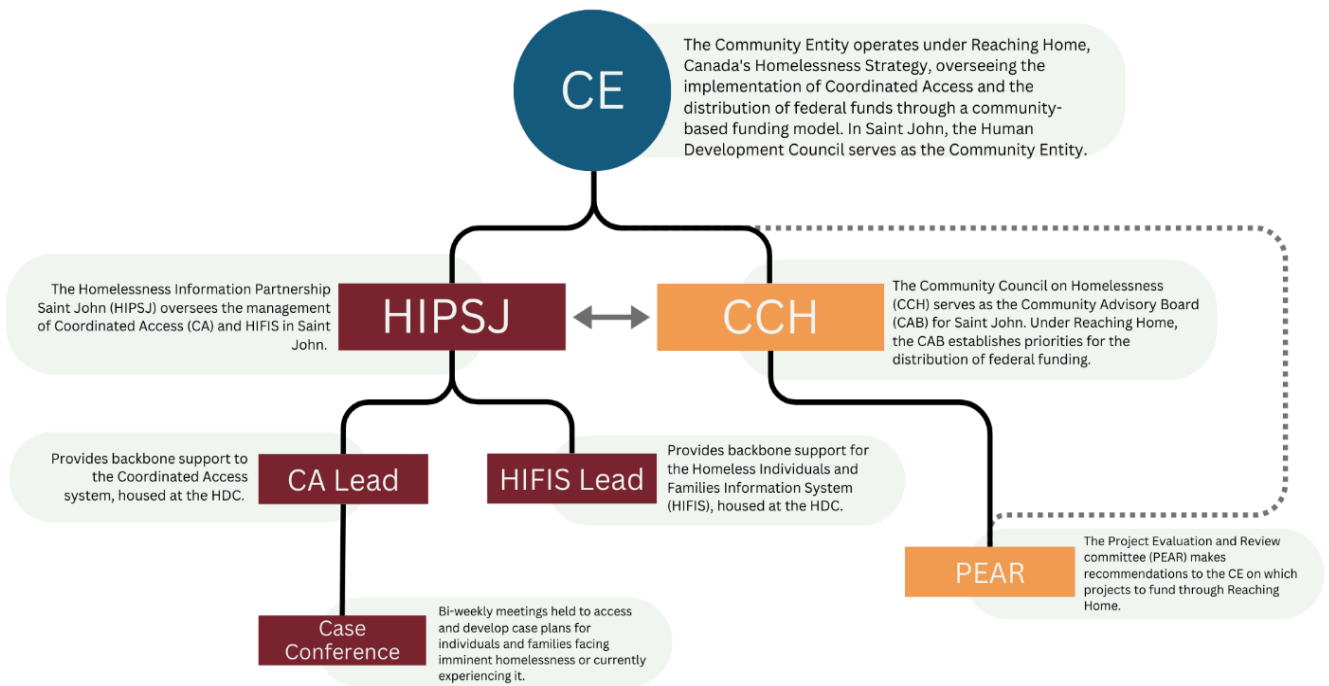 CE
The Community Entity operates under Reaching Home,
Canada's Homelessness Strategy, overseeing the
implementation of Coordinated Access and the
distribution of federal funds through a community-
based funding model. In Saint John, the Human
Development Council serves as the Community Entity.
The Homelessness Information Partnership
Saint John (HIPSJ) oversees the management
of Coordinated Access (CA) and HIFIS in Saint
John.
HIPSJ
CCH
The Community Council on Homelessness
(CCH) serves as the Community Advisory Board
(CAB) for Saint John. Under Reaching Home,
the CAB establishes priorities for the
distribution of federal funding.
Provides backbone support to
the Coordinated Access
system, housed at the HDC.
CA Lead
HIFIS Lead
Provides backbone support for
the Homeless Individuals and
Families Information System
(HIFIS), housed at the HDC.
PEAR
The Project Evaluation and Review
committee (PEAR) makes
recommendations to the CE on which
projects to fund through Reaching
Home.
Case
Conference
Bi-weekly meetings held to access
and develop case plans for
individuals and families facing
imminent homelessness or currently
experiencing it.